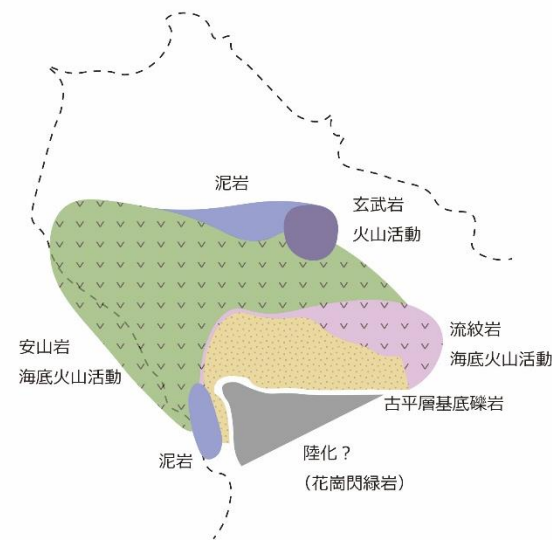 泥岩
玄武岩
火山活動
流紋岩
海底火山活動
安山岩
海底火山活動
古平層基底礫岩
泥岩
陸化？
（花崗閃緑岩）